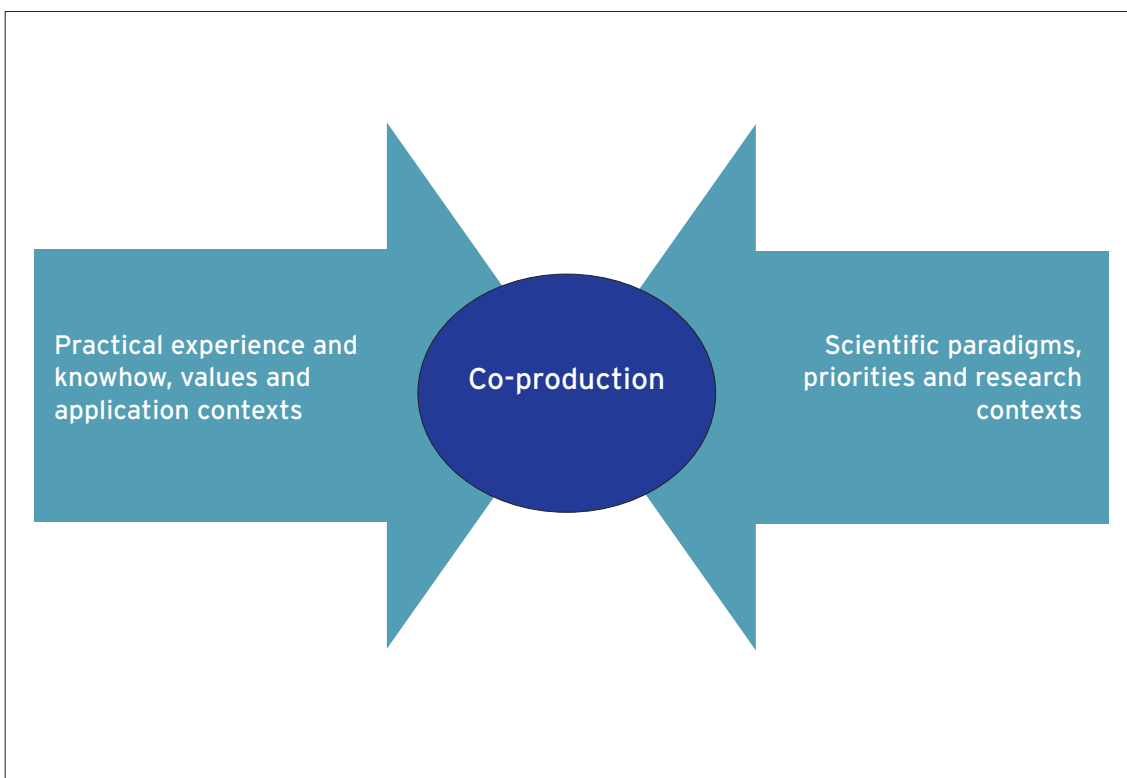 Practical experience and
knowhow, values and
application contexts
Co-production
Scientific paradigms,
priorities and research
contexts